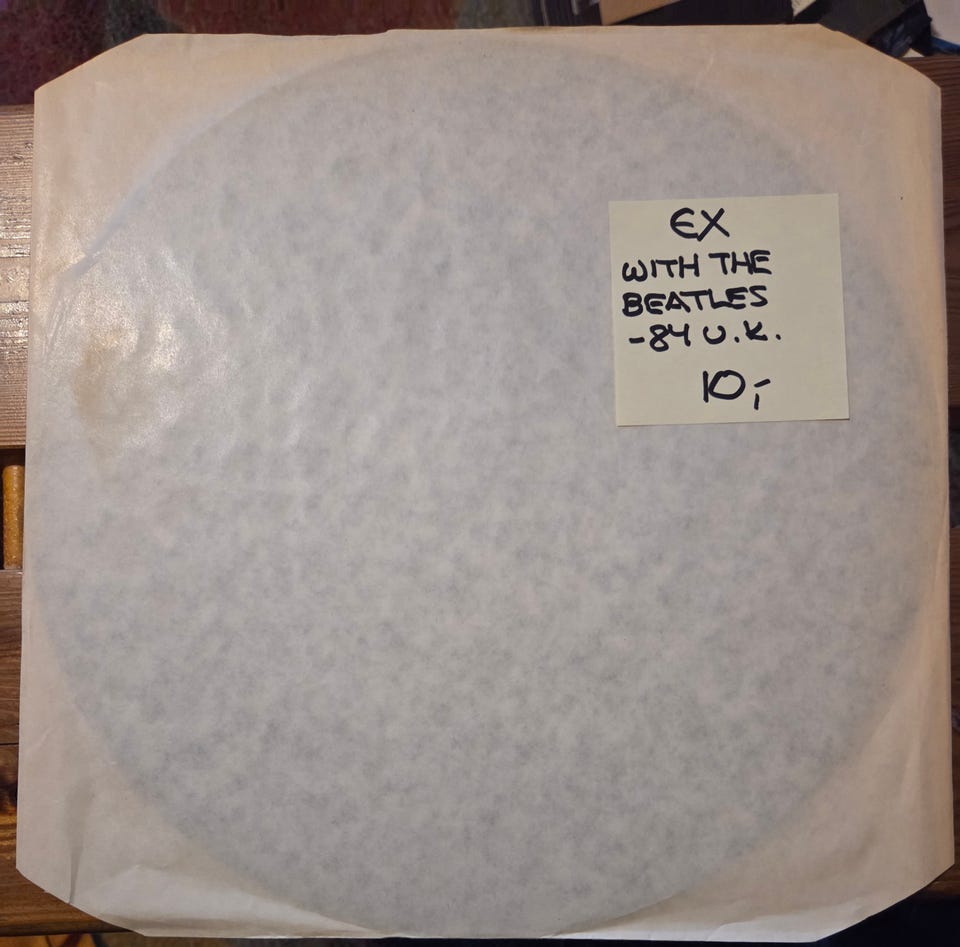 EX
WITH THE
BEATLES
-84 U.K.
10,-